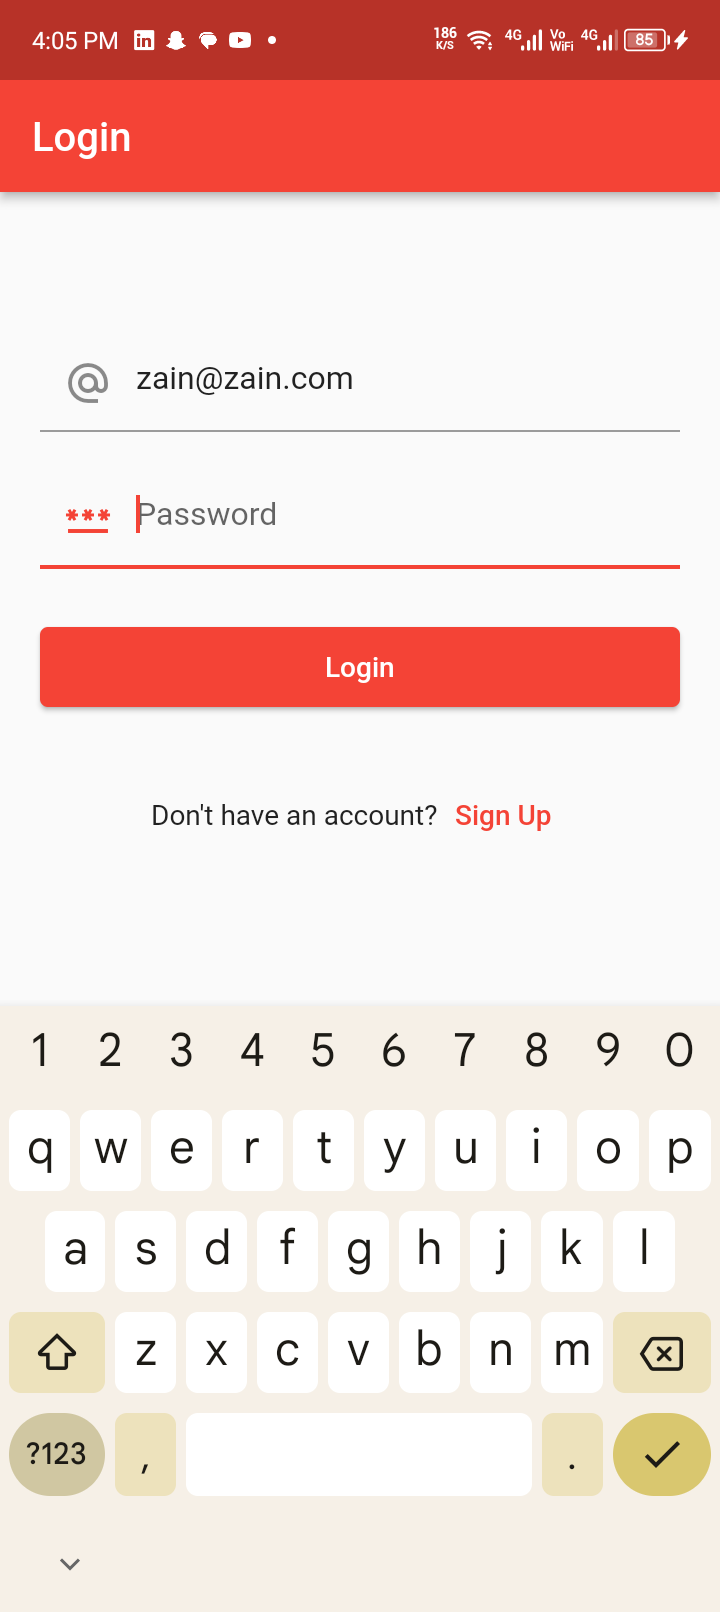 4:05 PM in 186 K/S 4G Vo WiFi 4G 85
Login
zain@zain.com
*** Password
Login
Don't have an account? Sign Up
1 2 3 4 5 6 7 8 9 0
q w e r t y u i o p
a s d f g h j k l
z x c v b n m
?123 , .